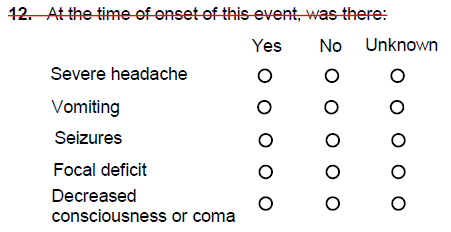 12. At the time of onset of this event, was there:
Yes No Unknown
Severe headache
Vomiting
Seizures
Focal deficit
Decreased
consciousness or coma